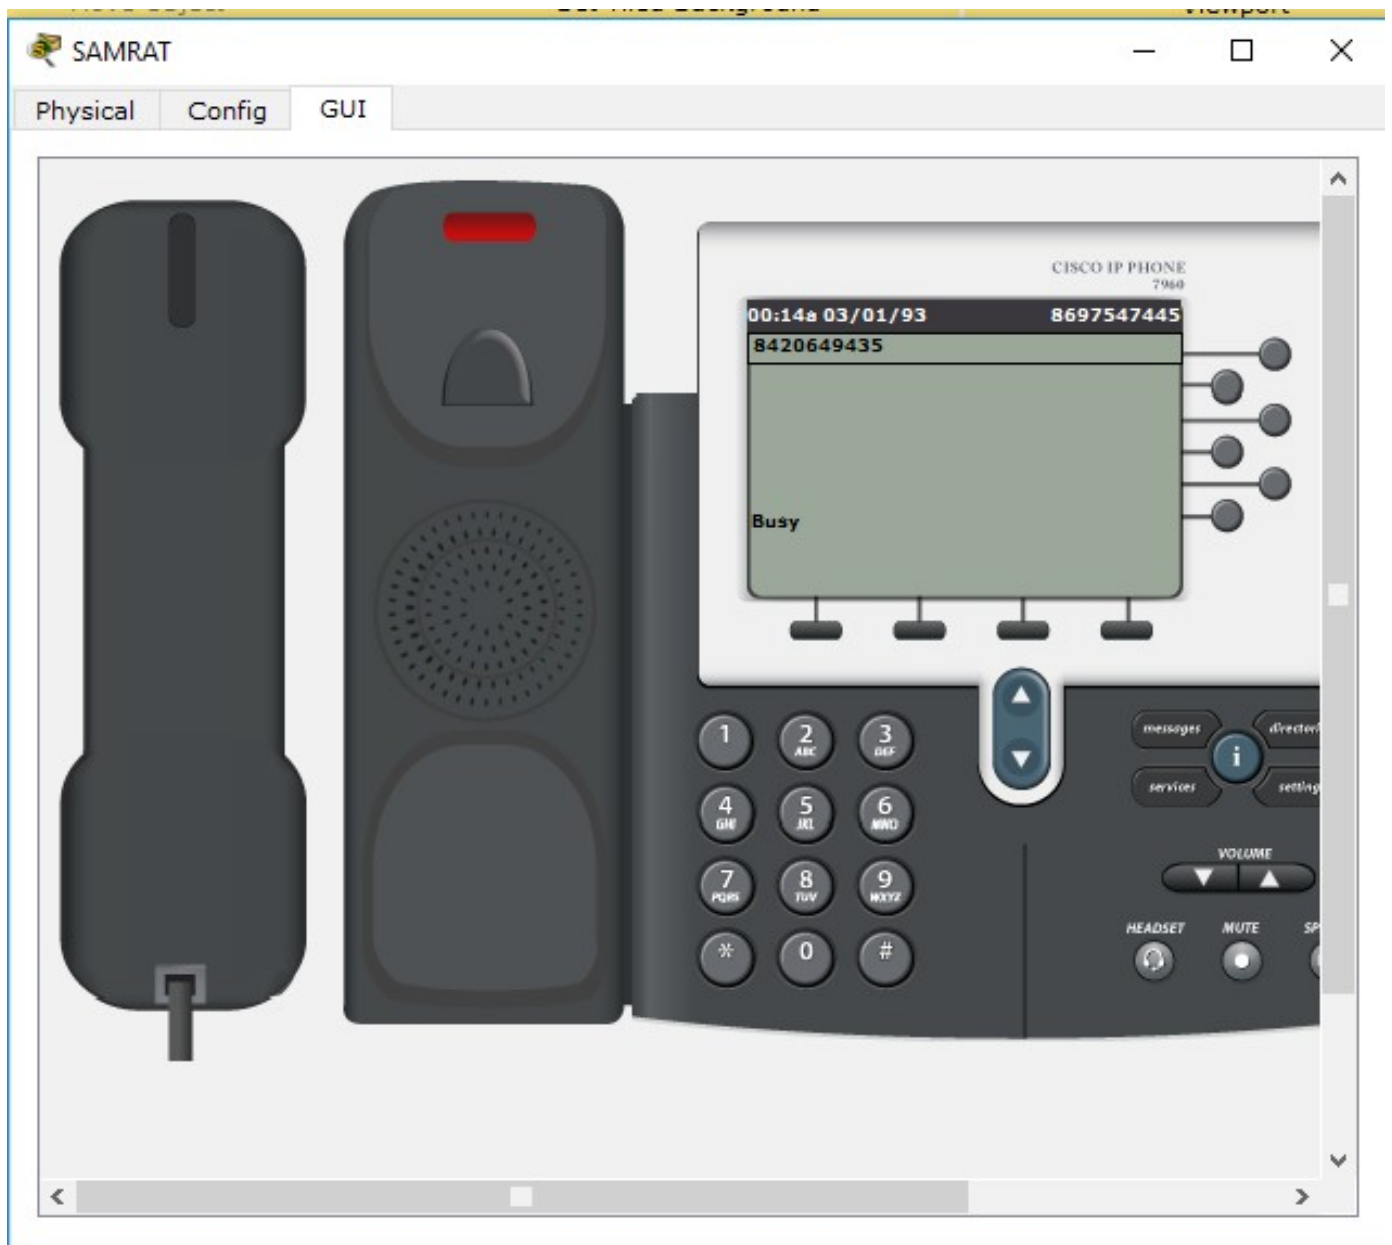 SAMRAT
Physical Config GUI
CISCO IP PHONE
7960
00:14a 03/01/93 8697547445
8420649435
Busy
1 2 ABC 3 DEF
4 GHI 5 JKL 6 MNO
7 PQRS 8 TUV 9 WXYZ
* 0 #
messages
i
services
VOLUME
HEADSET MUTE